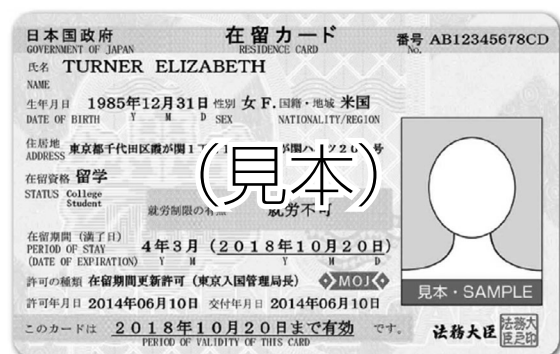 日本国政府 在留カード 番号 AB12345678CD
GOVERNMENT OF JAPAN RESIDENCE CARD No.
氏名 TURNER ELIZABETH
NAME
生年月日 1985年12月31日 性別 女 F. 国籍・地域 米国
DATE OF BIRTH Y M D SEX NATIONALITY/REGION
住居地 東京都千代田区霞が関1丁 号
ADDRESS
(見本)
在留資格 留学
STATUS College
Student
就労制限の有無 就労不可
在留期間(満了日) 4年3月(2018年10月20日)
PERIOD OF STAY
(DATE OF EXPIRATION) Y M Y M D
許可の種類 在留期間更新許可(東京入国管理局長) MOJ
見本・SAMPLE
許可年月日 2014年06月10日 交付年月日 2014年06月10日
このカードは 2018年10月20日まで有効 です。 法務大臣
PERIOD OF VALIDITY OF THIS CARD